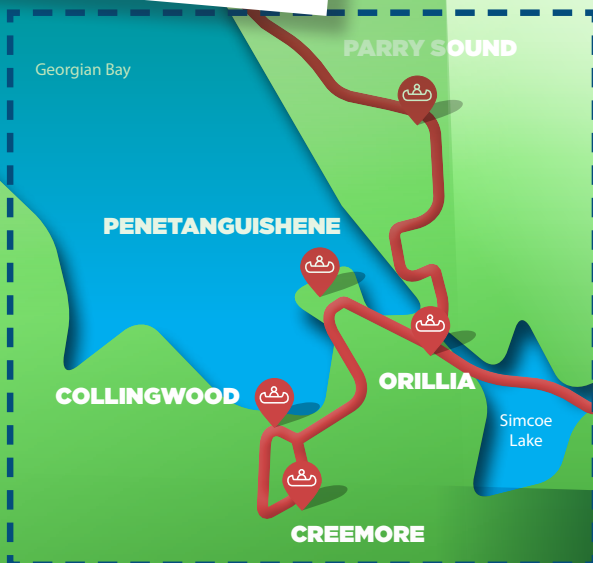 PARRY SOUND
Georgian Bay
PENETANGUISHENE
ORILLIA
COLLINGWOOD
Simcoe
Lake
CREEMORE